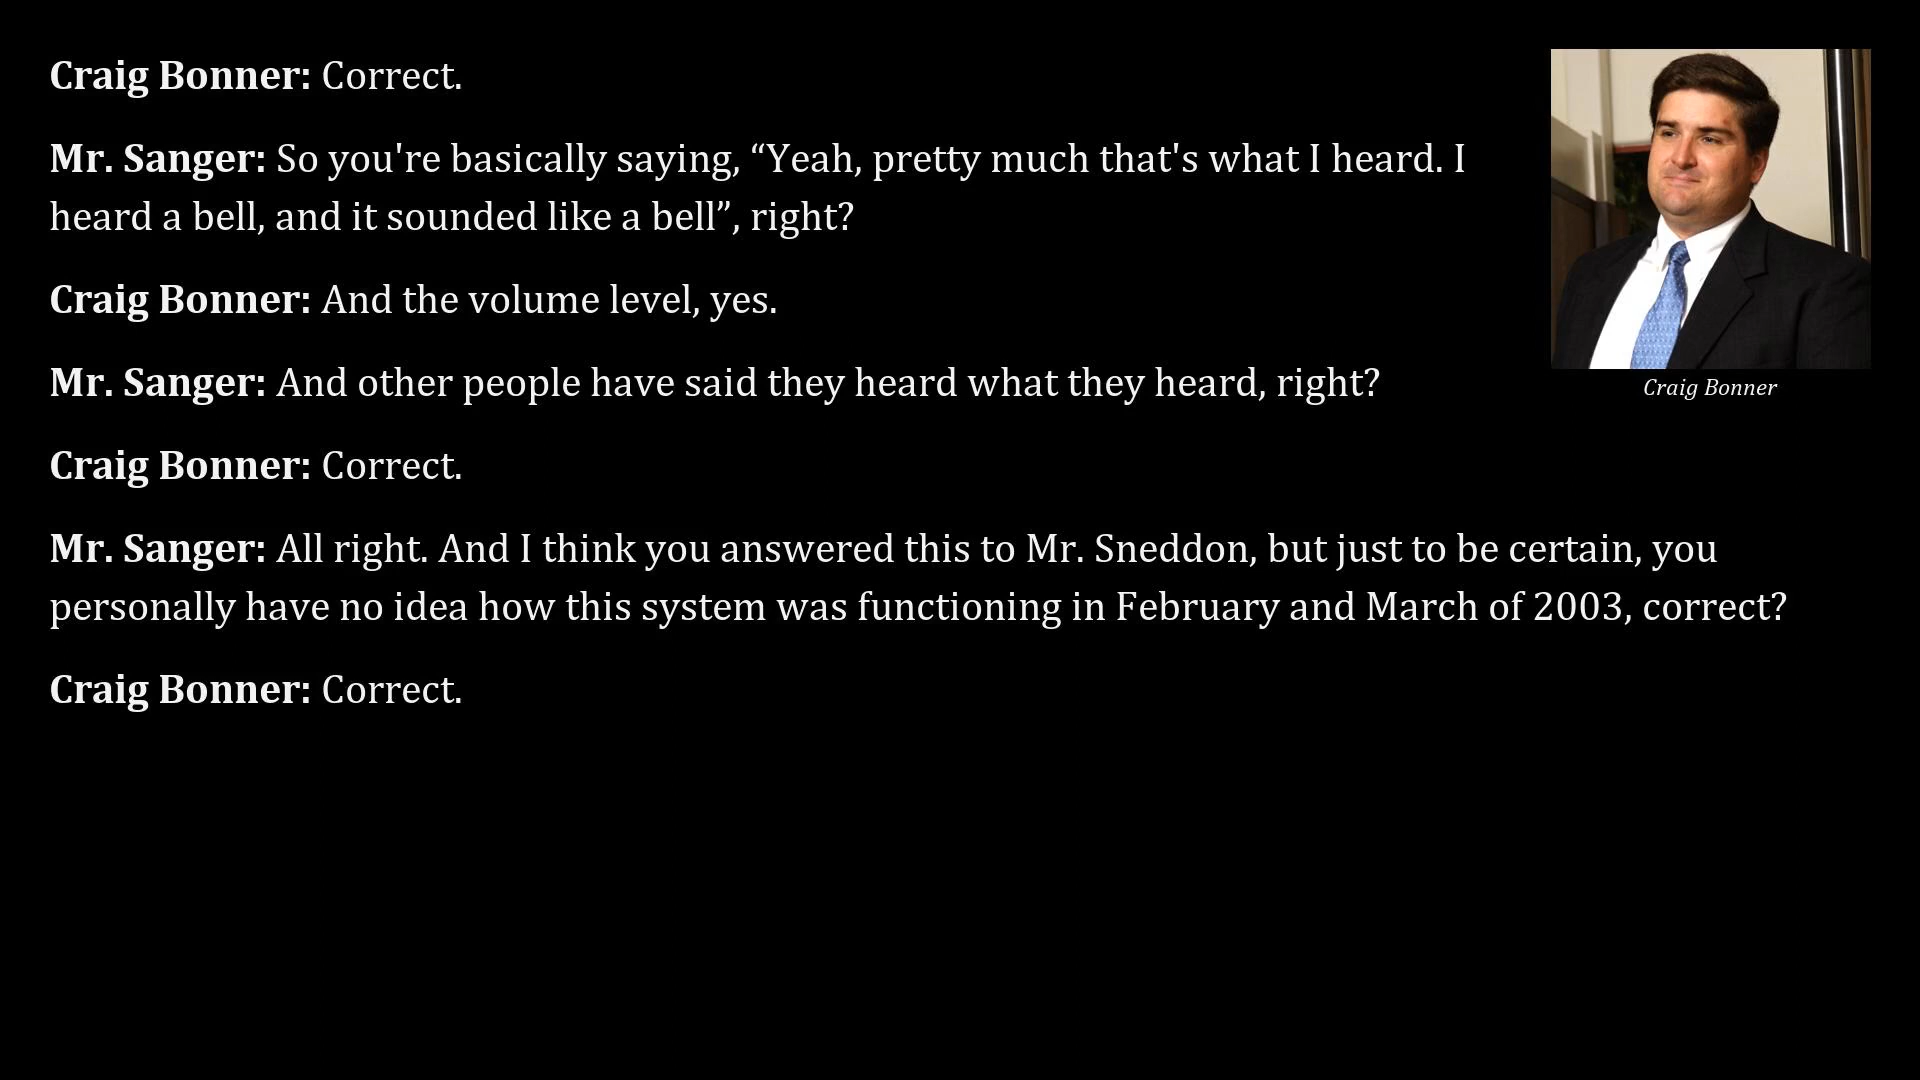 Craig Bonner: Correct.
Mr. Sanger: So you're basically saying, “Yeah, pretty much that's what I heard. I
heard a bell, and it sounded like a bell”, right?
Craig Bonner: And the volume level, yes.
Mr. Sanger: And other people have said they heard what they heard, right?
Craig Bonner
Craig Bonner: Correct.
Mr. Sanger: All right. And I think you answered this to Mr. Sneddon, but just to be certain, you
personally have no idea how this system was functioning in February and March of 2003, correct?
Craig Bonner: Correct.